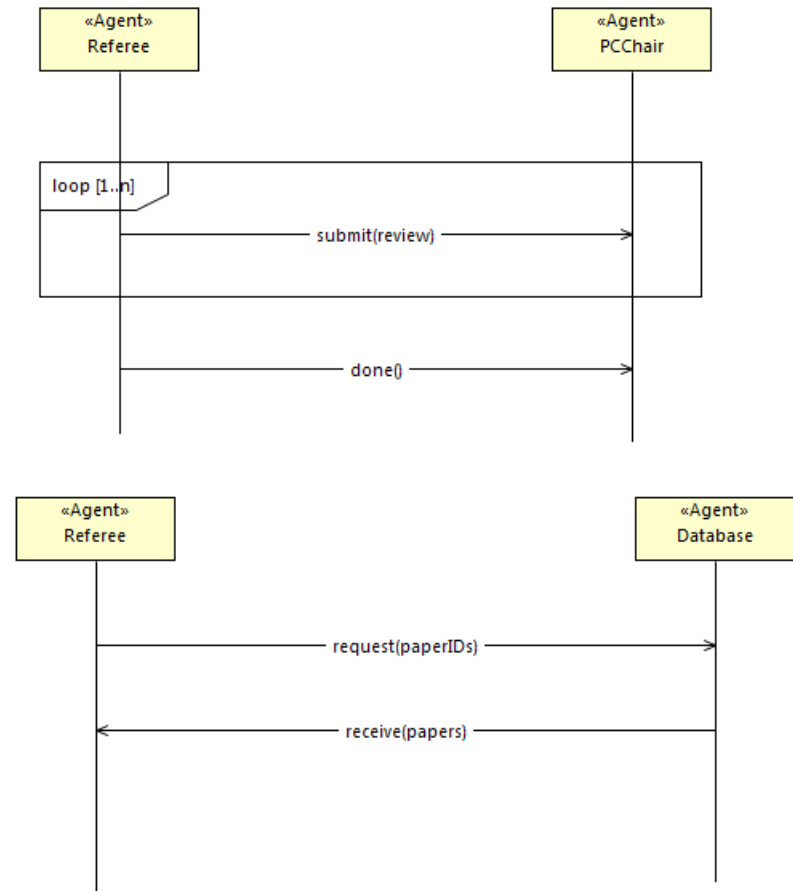 «Agent»
Referee
«Agent»
PCChair
loop [1..n]
submit(review)
done()
«Agent»
Referee
«Agent»
Database
request(paperIDs)
receive(papers)